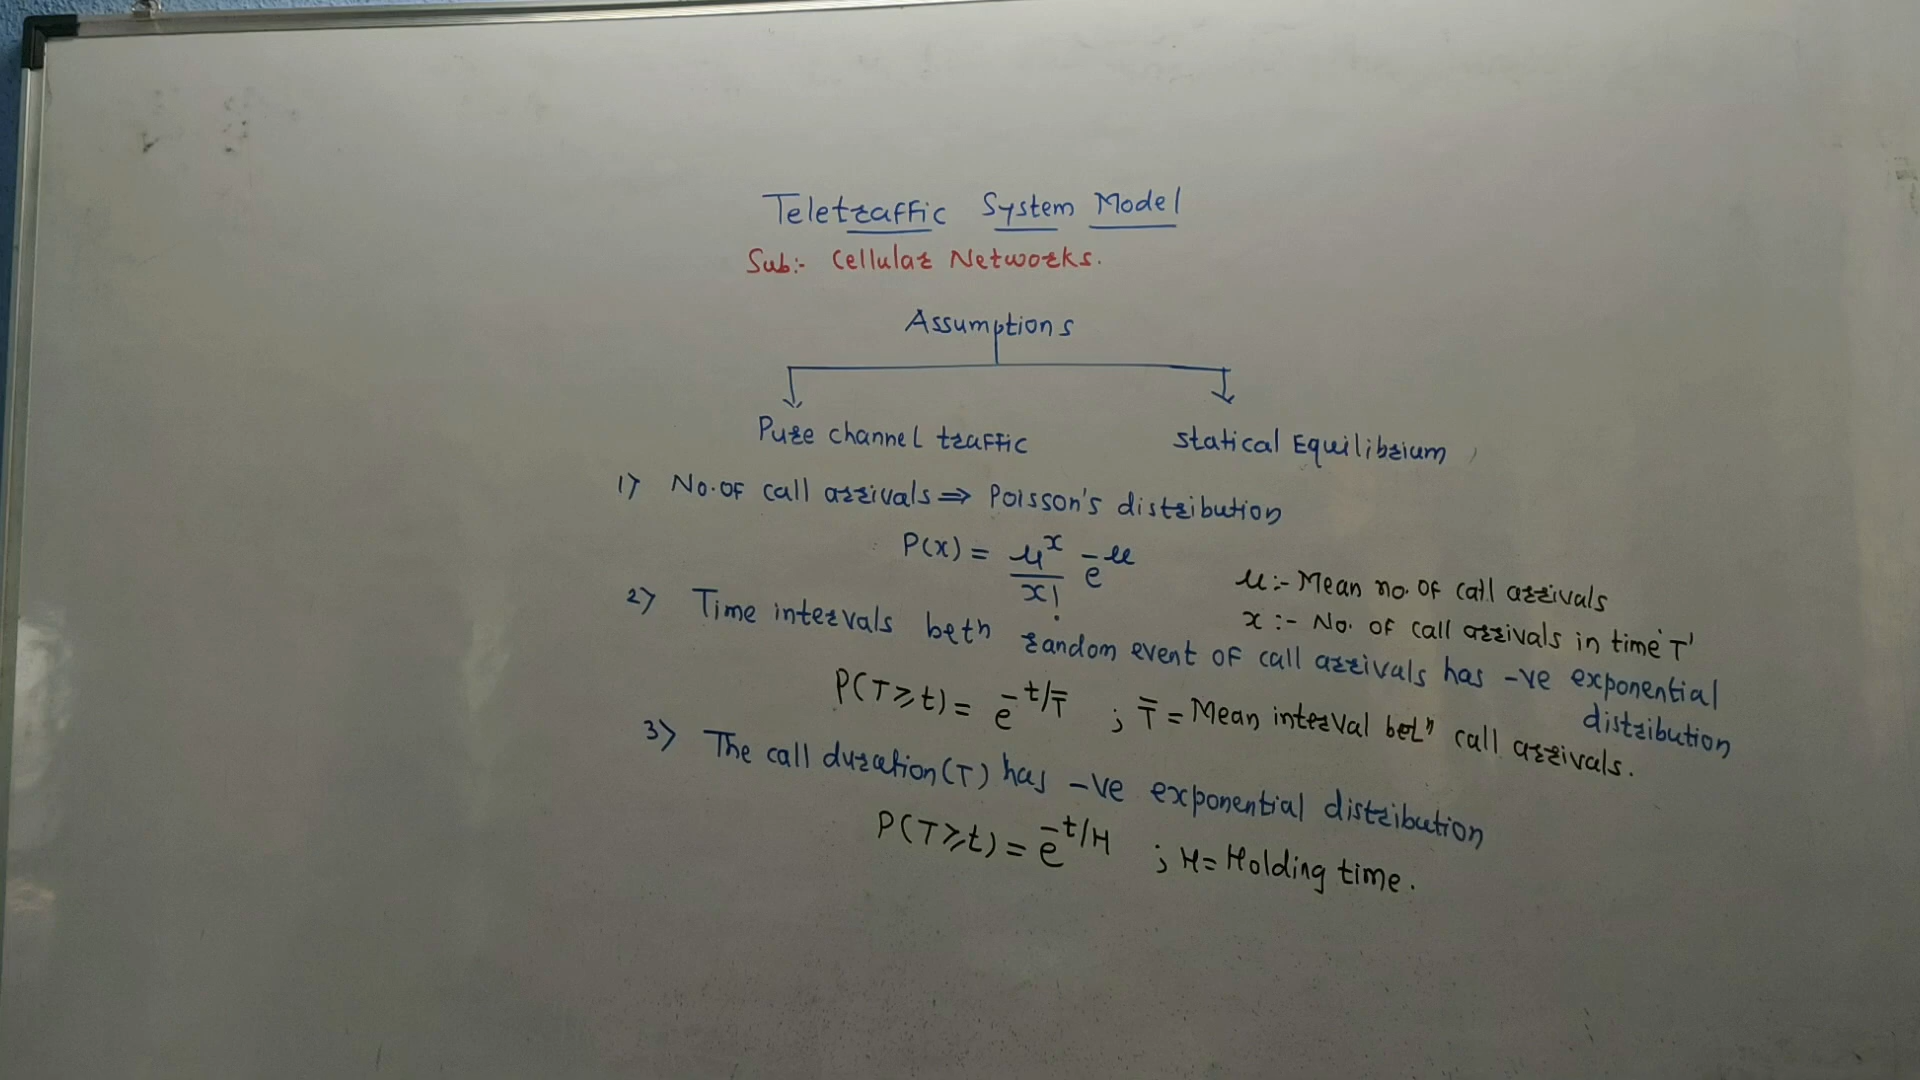 Teletraffic System Model
Sub:- Cellular Networks.
Assumptions
Pure channel traffic statical Equilibrium
1) No. of call arrivals ⇒ Poisson's distribution
P(x) = μ^x/x! e^-μ
μ:- Mean no. of call arrivals
x :- No. of call arrivals in time 'T'
2) Time intervals betn random event of call arrivals has -ve exponential
distribution
P(T≥t) = e^-t/T̄ ; T̄ = Mean interval betn call arrivals.
3) The call duration(T) has -ve exponential distribution
P(T≥t) = e^-t/H ; H= Holding time.